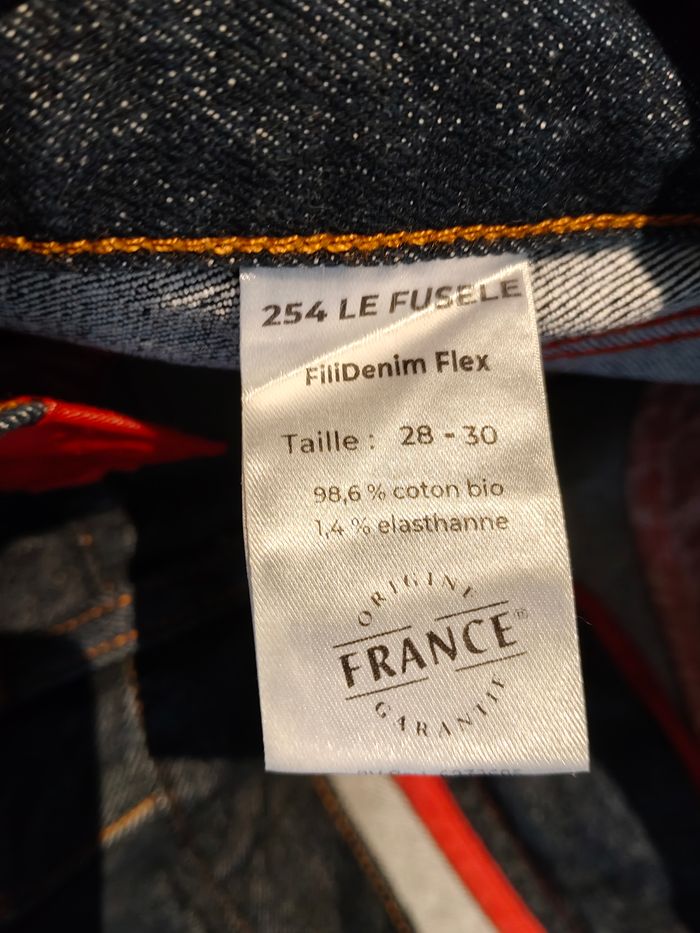 254 LE FUSELE
FiliDenim Flex
Taille : 28 - 30
98,6 % coton bio
1,4 % elasthanne
ORIGINE
FRANCE
GARANTIE